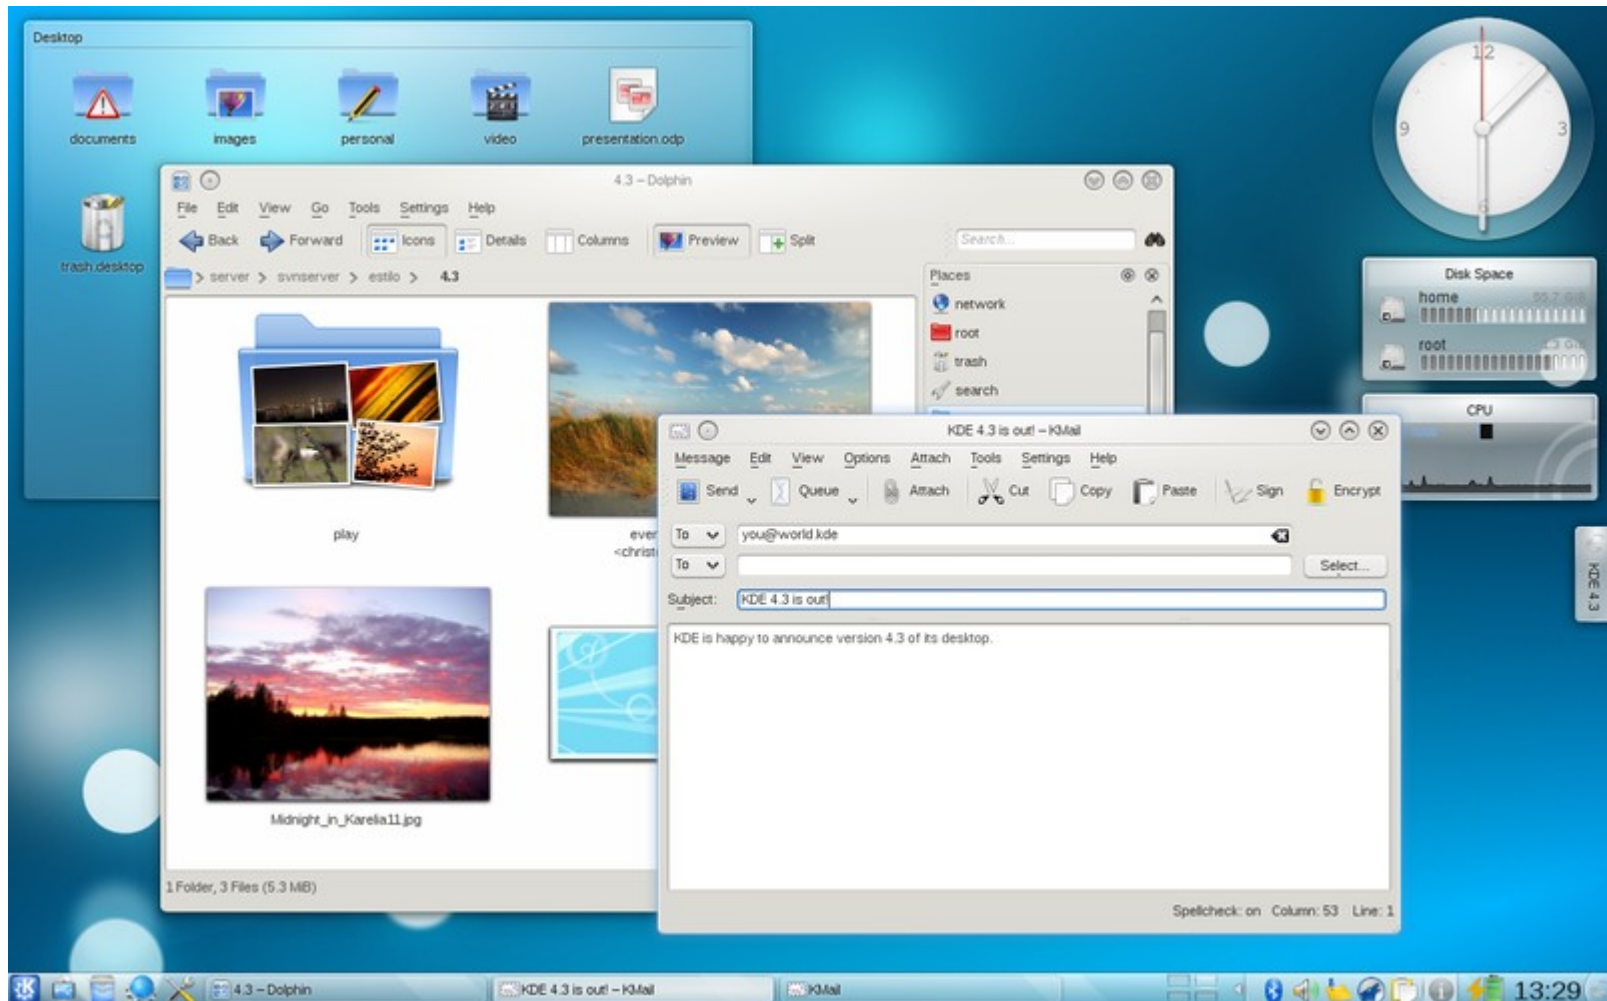 Desktop
documents images personal video presentation.odp
trash.desktop
4.3 – Dolphin
File Edit View Go Tools Settings Help
Back Forward Icons Details Columns Preview Split Search...
server > svnserver > estilo > 4.3
Places
network
root
trash
search
play
Midnight_in_Karelia11.jpg
1 Folder, 3 Files (5.3 MiB)
KDE 4.3 is out! – KMail
Message Edit View Options Attach Tools Settings Help
Send Queue Attach Cut Copy Paste Sign Encrypt
To you@world.kde
To Select...
Subject: KDE 4.3 is out!
KDE is happy to announce version 4.3 of its desktop.
Spellcheck: on Column: 53 Line: 1
12
9 3
6
Disk Space
home 55.7 GiB
root
CPU
KDE 4.3
4.3 – Dolphin KDE 4.3 is out! – KMail KMail 13:29